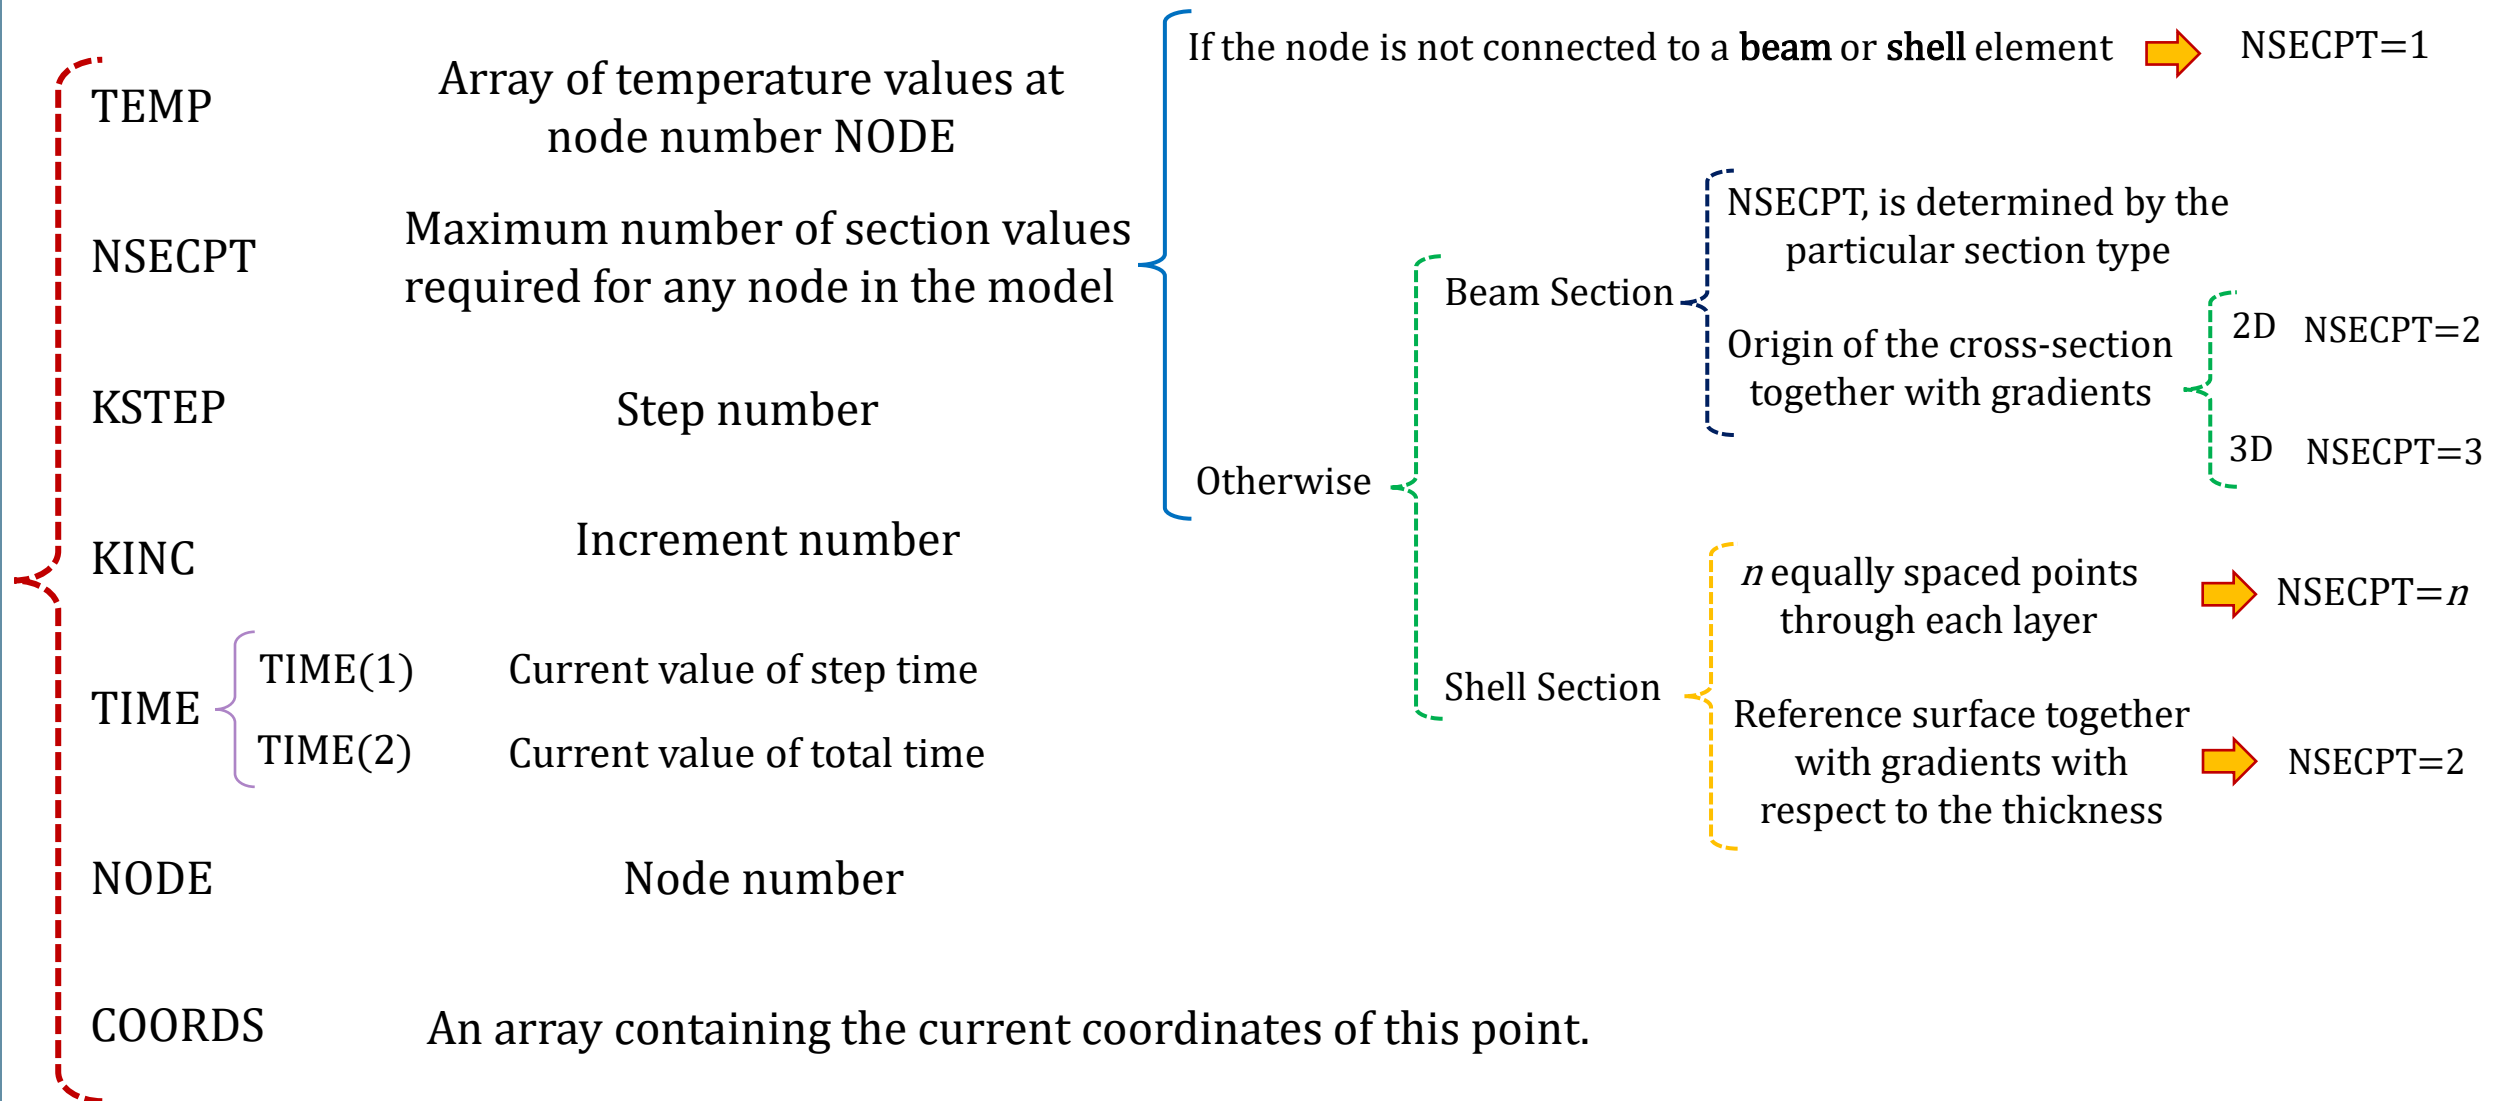 TEMP
Array of temperature values at
node number NODE
NSECPT
Maximum number of section values
required for any node in the model
If the node is not connected to a beam or shell element
NSECPT=1
Otherwise
Beam Section
NSECPT, is determined by the
particular section type
Origin of the cross-section
together with gradients
2D NSECPT=2
3D NSECPT=3
Shell Section
n equally spaced points
through each layer
NSECPT=n
Reference surface together
with gradients with
respect to the thickness
NSECPT=2
KSTEP
Step number
KINC
Increment number
TIME
TIME(1)
Current value of step time
TIME(2)
Current value of total time
NODE
Node number
COORDS
An array containing the current coordinates of this point.